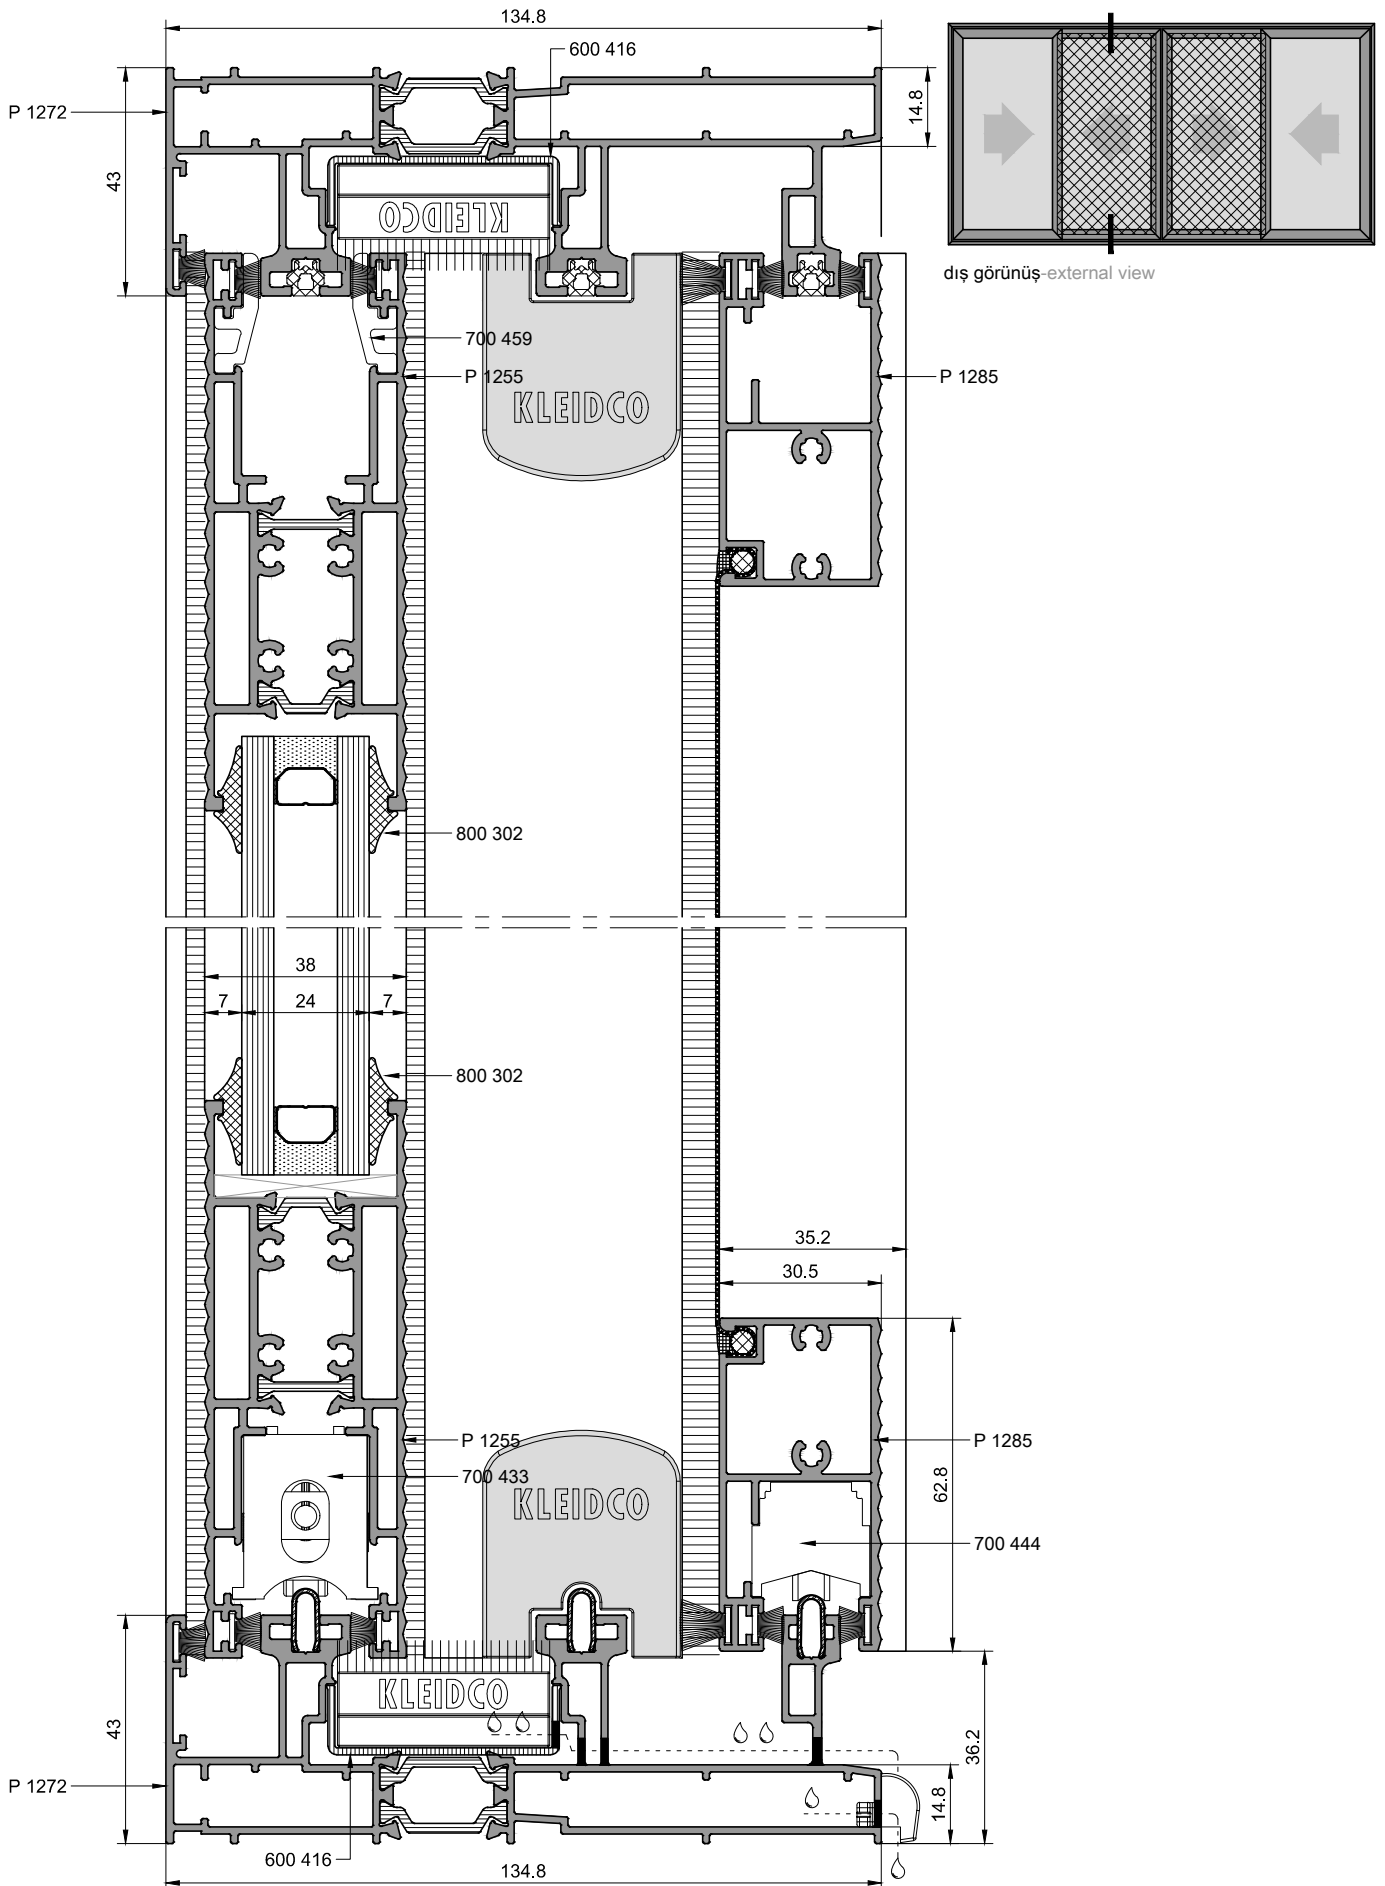 134.8
600 416
P 1272
43
14.8
KLEIDCO
dış görünüş-external view
700 459
P 1255
P 1285
KLEIDCO
800 302
38
7
24
7
800 302
35.2
30.5
P 1255
P 1285
700 433
KLEIDCO
62.8
700 444
KLEIDCO
43
36.2
P 1272
14.8
600 416
134.8